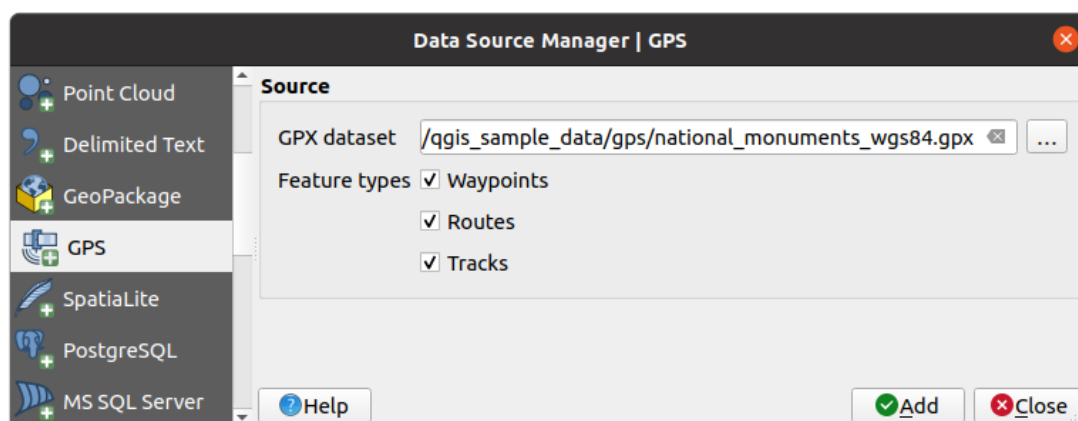 Data Source Manager | GPS
Point Cloud
Delimited Text
GeoPackage
GPS
SpatiaLite
PostgreSQL
MS SQL Server
Source
GPX dataset /qgis_sample_data/gps/national_monuments_wgs84.gpx ...
Feature types Waypoints
Routes
Tracks
Help Add Close